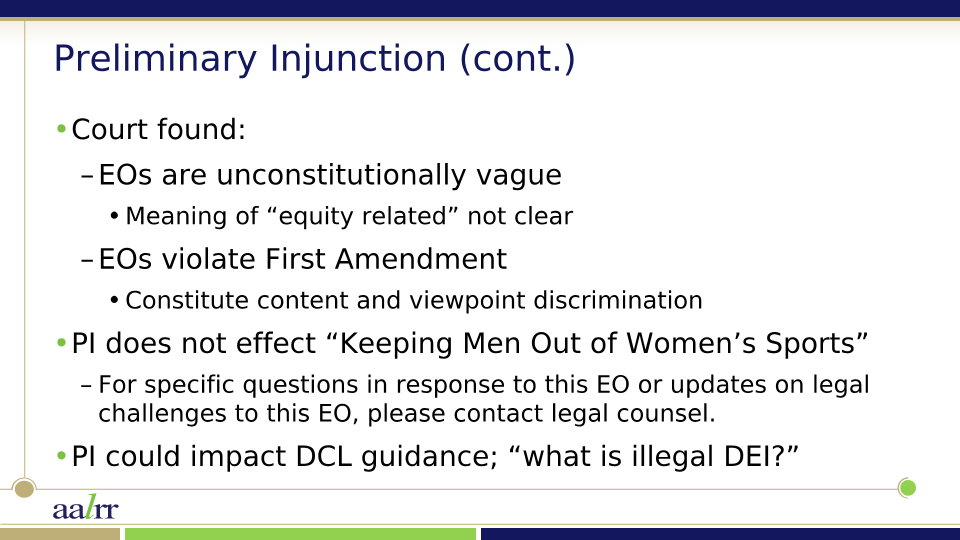 Preliminary Injunction (cont.)
•Court found:
–EOs are unconstitutionally vague
•Meaning of “equity related” not clear
–EOs violate First Amendment
•Constitute content and viewpoint discrimination
•PI does not effect “Keeping Men Out of Women’s Sports”
–For specific questions in response to this EO or updates on legal
challenges to this EO, please contact legal counsel.
•PI could impact DCL guidance; “what is illegal DEI?”
aalrr